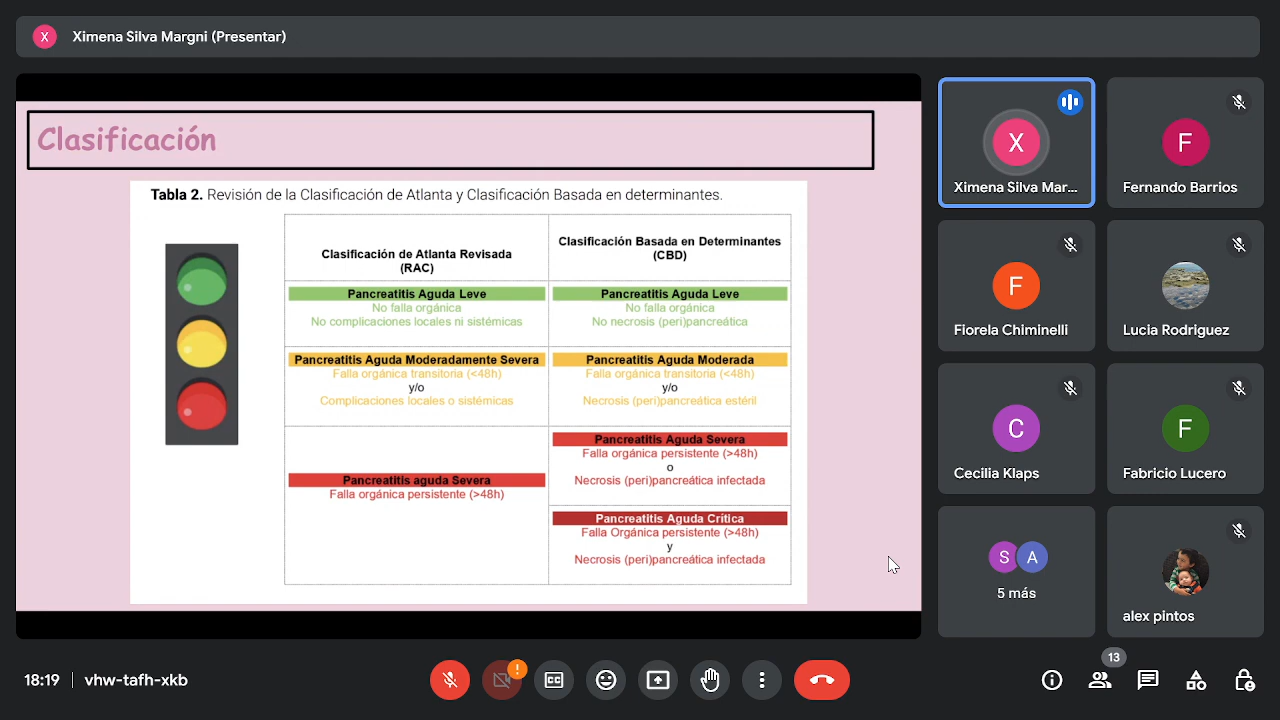 X
Ximena Silva Margni (Presentar)
Clasificación
Tabla 2. Revisión de la Clasificación de Atlanta y Clasificación Basada en determinantes.
Clasificación de Atlanta Revisada
(RAC)
Clasificación Basada en Determinantes
(CBD)
Pancreatitis Aguda Leve
No falla orgánica
No complicaciones locales ni sistémicas
Pancreatitis Aguda Leve
No falla orgánica
No necrosis (peri)pancreática
Pancreatitis Aguda Moderadamente Severa
Falla orgánica transitoria (<48h)
y/o
Complicaciones locales o sistémicas
Pancreatitis Aguda Moderada
Falla orgánica transitoria (<48h)
y/o
Necrosis (peri)pancreática estéril
Pancreatitis aguda Severa
Falla orgánica persistente (>48h)
Pancreatitis Aguda Severa
Falla orgánica persistente (>48h)
o
Necrosis (peri)pancreática infectada
Pancreatitis Aguda Crítica
Falla Orgánica persistente (>48h)
y
Necrosis (peri)pancreática infectada
X
Ximena Silva Mar...
F
Fernando Barrios
F
Fiorela Chiminelli
Lucia Rodriguez
C
Cecilia Klaps
F
Fabricio Lucero
S A
5 más
alex pintos
18:19 | vhw-tafh-xkb
!
CC
13